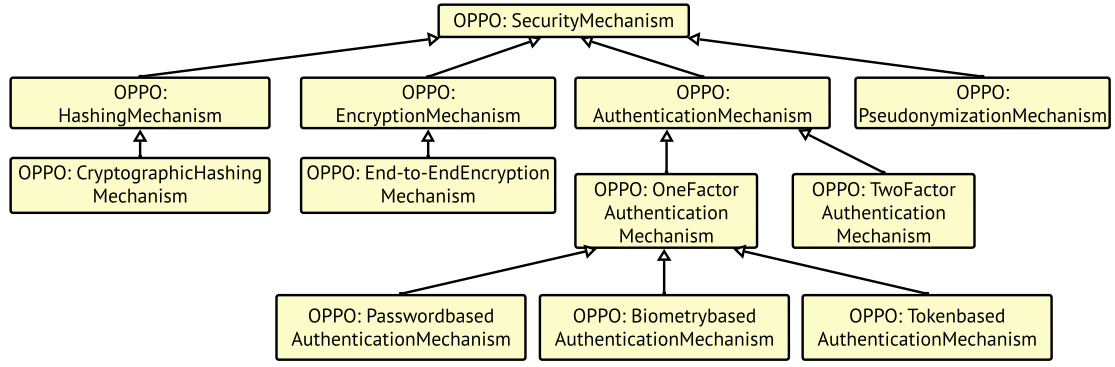 OPPO: SecurityMechanism
OPPO:
HashingMechanism
OPPO:
EncryptionMechanism
OPPO:
AuthenticationMechanism
OPPO:
PseudonymizationMechanism
OPPO: CryptographicHashing
Mechanism
OPPO: End-to-EndEncryption
Mechanism
OPPO: OneFactor
Authentication
Mechanism
OPPO: TwoFactor
Authentication
Mechanism
OPPO: Passwordbased
AuthenticationMechanism
OPPO: Biometrybased
AuthenticationMechanism
OPPO: Tokenbased
AuthenticationMechanism